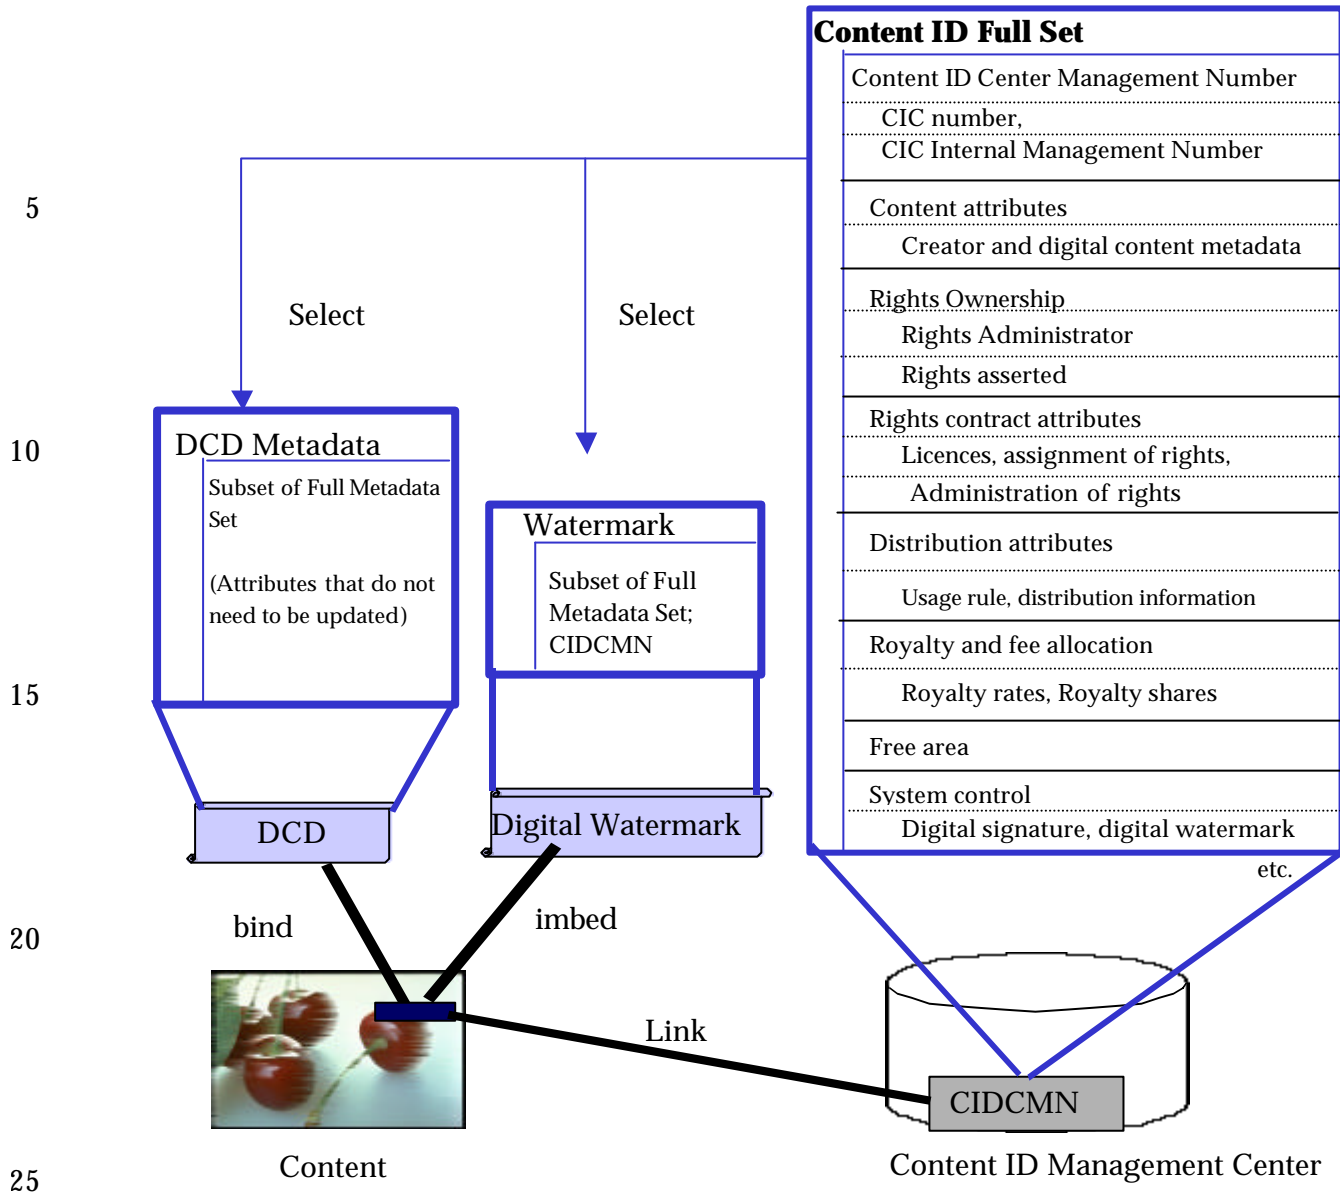 Content ID Full Set
Content ID Center Management Number
CIC number,
CIC Internal Management Number
5
Content attributes
Creator and digital content metadata
Rights Ownership
Select
Select
Rights Administrator
Rights asserted
Rights contract attributes
10
DCD Metadata
Licences, assignment of rights,
Subset of Full Metadata
Set
Administration of rights
Watermark
Distribution attributes
(Attributes that do not
need to be updated)
Subset of Full
Metadata Set;
CIDCMN
Usage rule, distribution information
Royalty and fee allocation
15
Royalty rates, Royalty shares
Free area
System control
DCD
Digital Watermark
Digital signature, digital watermark
etc.
bind
imbed
20
Link
CIDCMN
Content
Content ID Management Center
25